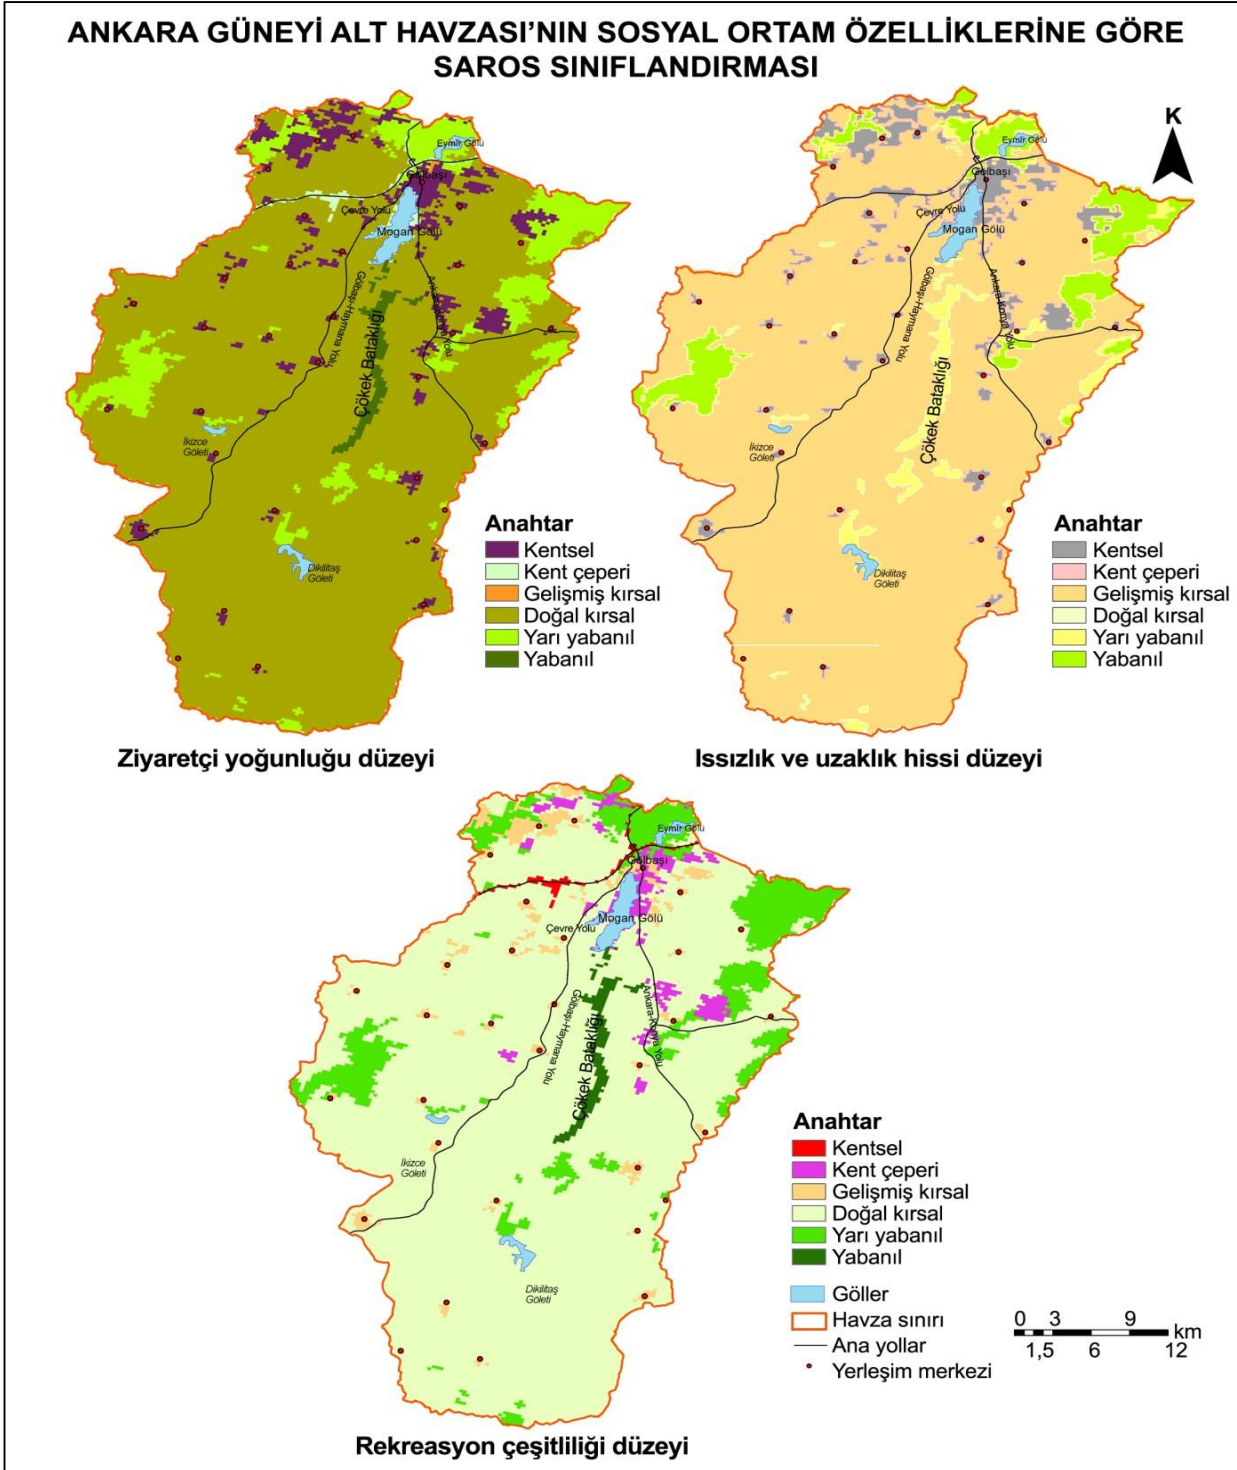 ANKARA GÜNEYİ ALT HAVZASI'NIN SOSYAL ORTAM ÖZELLİKLERİNE GÖRE
SAROS SINIFLANDIRMASI
Eymir Gölü
Gölbaşı
Çevre Yolu
Mogan Gölü
Gölbaşı-Haymana Yolu
Ankara-Konya Yolu
Çökek Bataklığı
İkizce
Göleti
Dikilitaş
Göleti
Anahtar
Kentsel
Kent çeperi
Gelişmiş kırsal
Doğal kırsal
Yarı yabanıl
Yabanıl
Ziyaretçi yoğunluğu düzeyi
K
Eymir Gölü
Gölbaşı
Çevre Yolu
Mogan Gölü
Gölbaşı-Haymana Yolu
Ankara-Konya Yolu
Çökek Bataklığı
İkizce
Göleti
Dikilitaş
Göleti
Anahtar
Kentsel
Kent çeperi
Gelişmiş kırsal
Doğal kırsal
Yarı yabanıl
Yabanıl
Issızlık ve uzaklık hissi düzeyi
Eymir Gölü
Gölbaşı
Mogan Gölü
Çevre Yolu
Gölbaşı-Haymana Yolu
Ankara-Konya Yolu
Çökek Bataklığı
İkizce
Göleti
Dikilitaş
Göleti
Anahtar
Kentsel
Kent çeperi
Gelişmiş kırsal
Doğal kırsal
Yarı yabanıl
Yabanıl
Göller
Havza sınırı
Ana yollar
Yerleşim merkezi
0 3 9
km
1,5 6 12
Rekreasyon çeşitliliği düzeyi